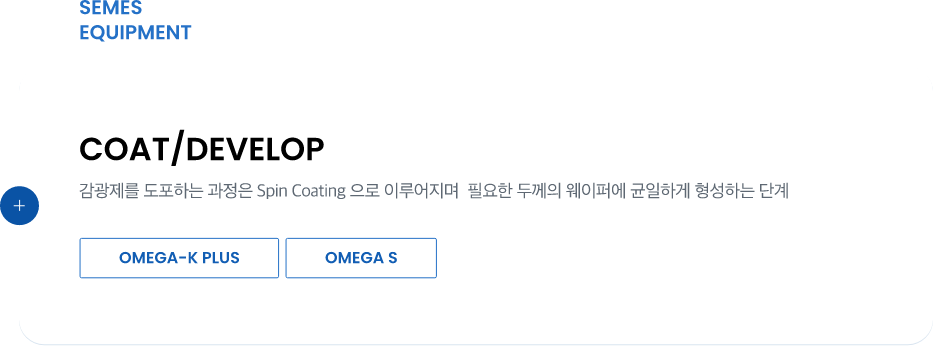 SEMES
EQUIPMENT
COAT/DEVELOP
감광제를 도포하는 과정은 Spin Coating 으로 이루어지며  필요한 두께의 웨이퍼에 균일하게 형성하는 단계
+
OMEGA-K PLUS
OMEGA S